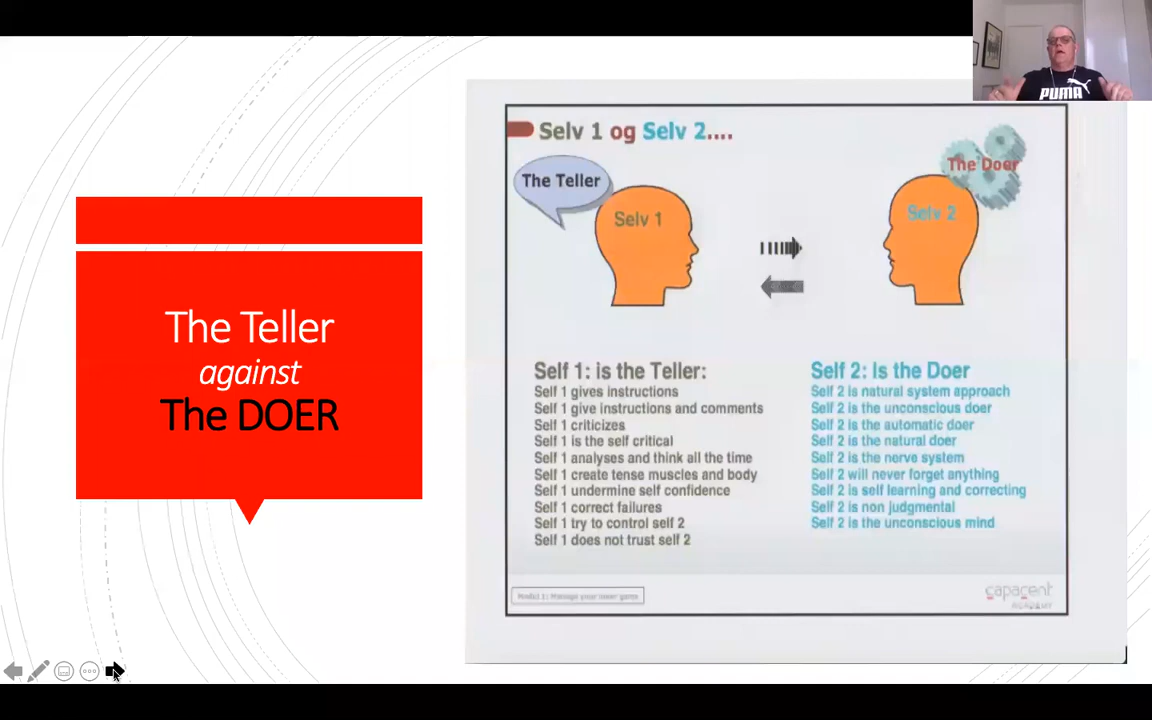 PUMA
The Teller
against
The DOER
Selv 1 og Selv 2....
The Teller
Selv 1
The Doer
Selv 2
Self 1: is the Teller:
Self 1 gives instructions
Self 1 give instructions and comments
Self 1 criticizes
Self 1 is the self critical
Self 1 analyses and think all the time
Self 1 create tense muscles and body
Self 1 undermine self confidence
Self 1 correct failures
Self 1 try to control self 2
Self 1 does not trust self 2
Self 2: Is the Doer
Self 2 is natural system approach
Self 2 is the unconscious doer
Self 2 is the automatic doer
Self 2 is the natural doer
Self 2 is the nerve system
Self 2 will never forget anything
Self 2 is self learning and correcting
Self 2 is non judgmental
Self 2 is the unconscious mind
Manage your inner game
capacent
ACADEMY